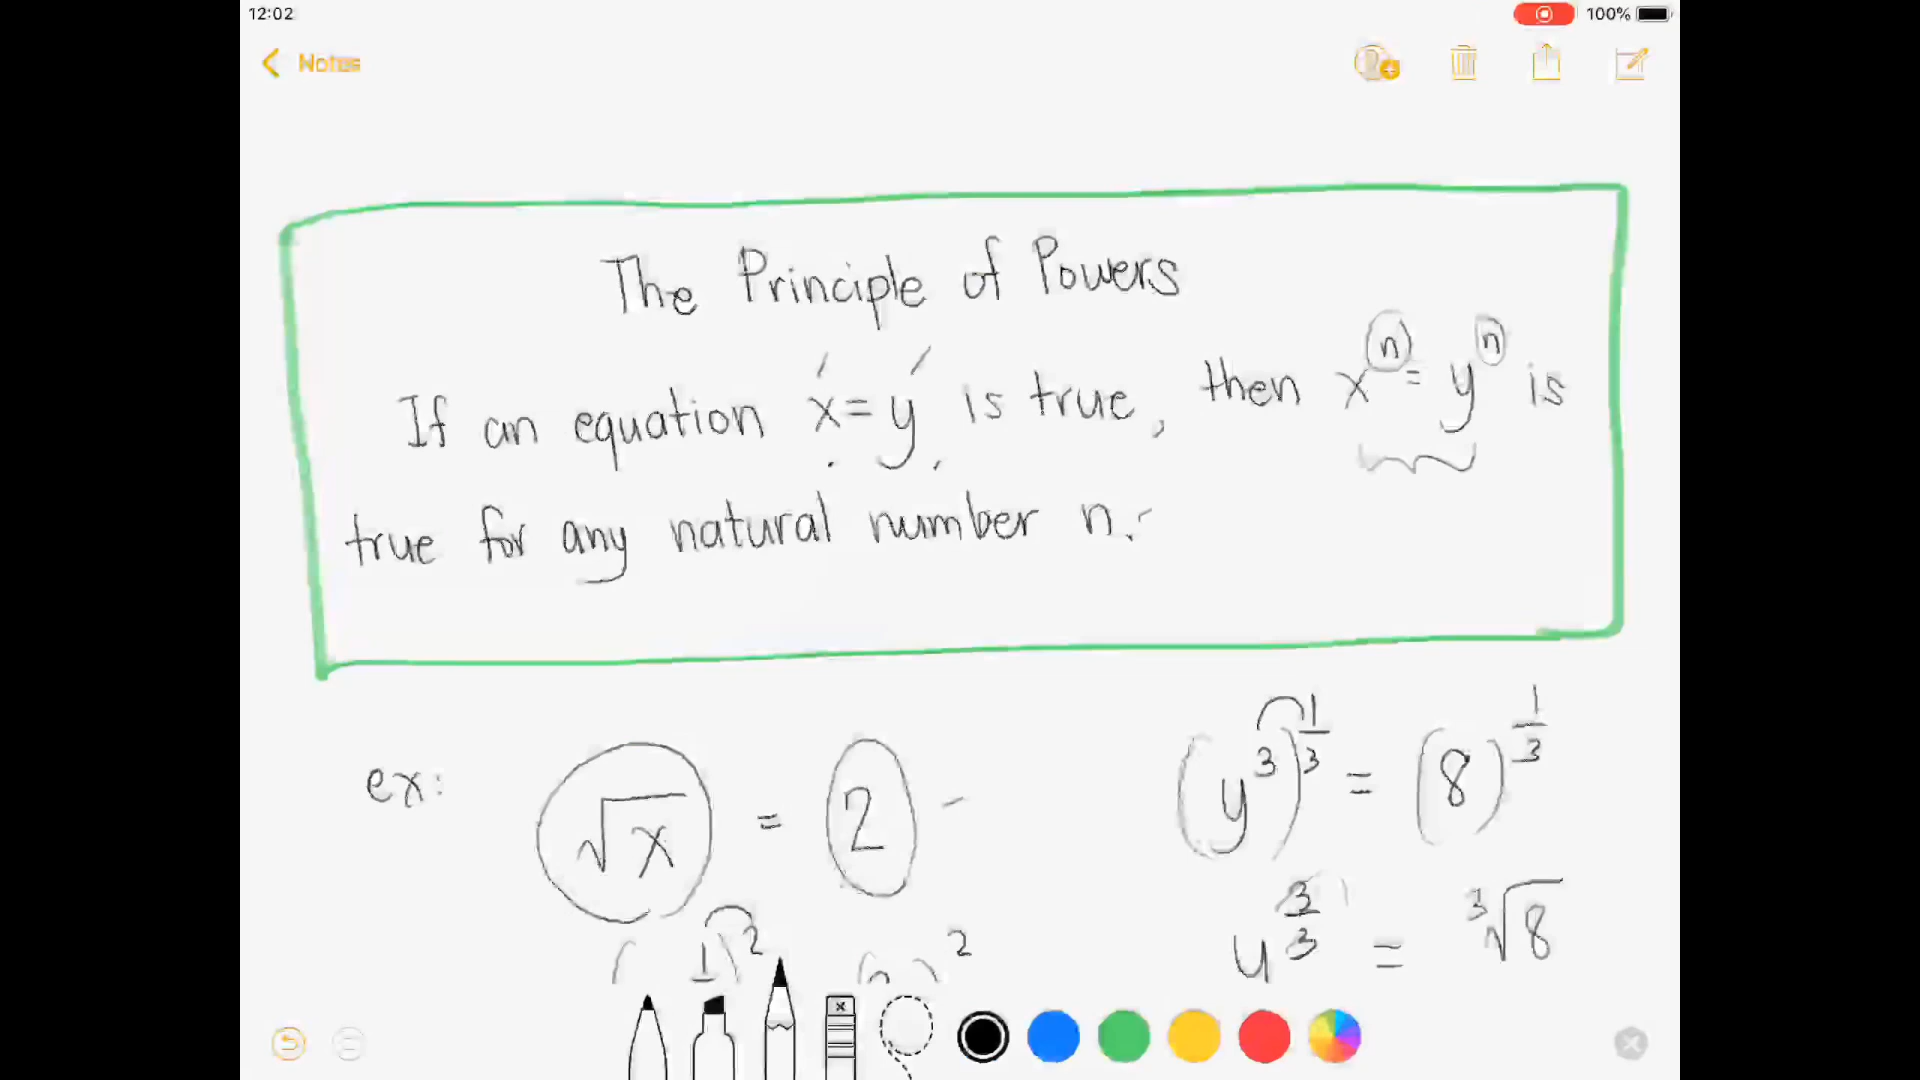 12:02
100%
Notes
The Principle of Powers
If an equation x = y is true, then xⁿ = yⁿ is
true for any natural number n.
ex: √x = 2
(y³)^(1/3) = (8)^(1/3)
y^(3/3) = ³√8